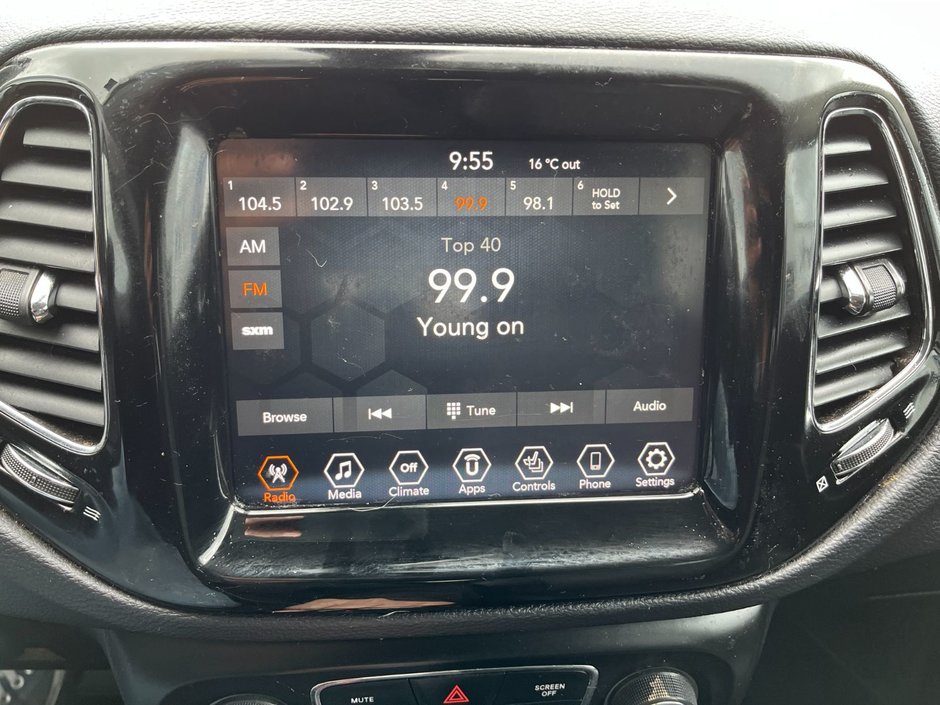 9:55 16 °C out
1 104.5 2 102.9 3 103.5 4 99.9 5 98.1 6 HOLD to Set
AM
Top 40
FM
99.9
sxm
Young on
Browse Tune Audio
Radio Media Off Climate Apps Controls Phone Settings
MUTE SCREEN OFF